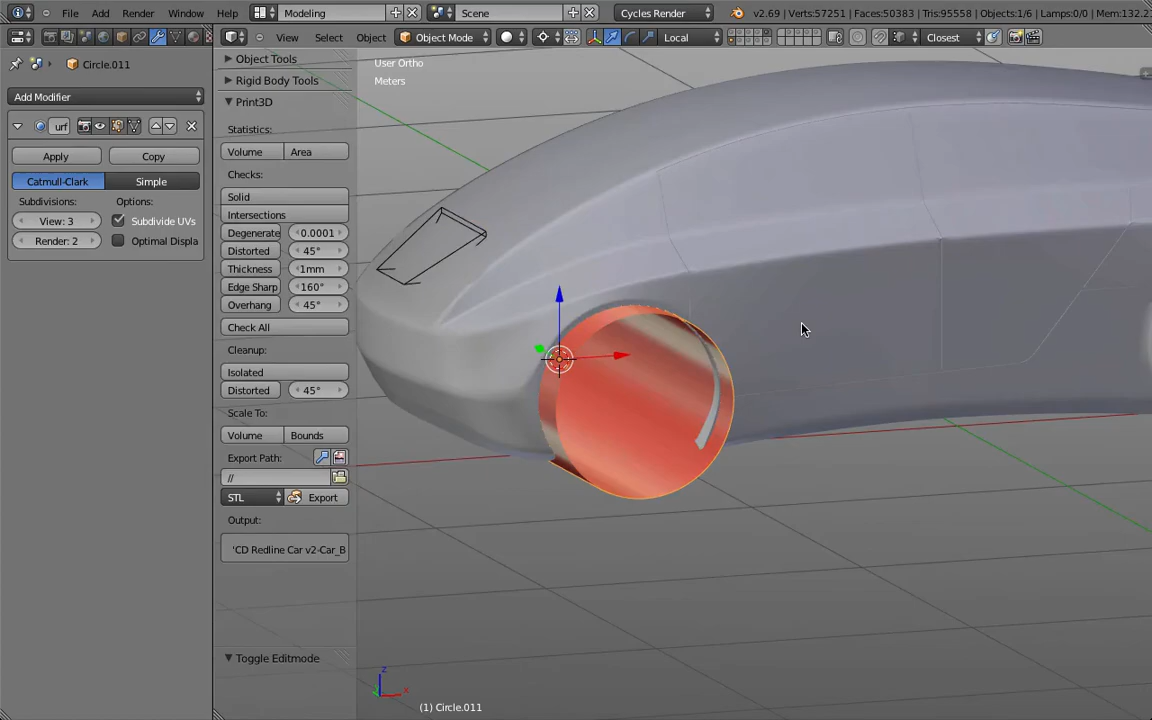 File Add Render Window Help Modeling Scene Cycles Render v2.69 | Verts:57251 | Faces:50383 | Tris:95558 | Objects:1/6 | Lamps:0/0 | Mem:132.2
View Select Object Object Mode Local Closest
Circle.011
Add Modifier
urf
Apply Copy
Catmull-Clark Simple
Subdivisions: Options:
View: 3 Subdivide UVs
Render: 2 Optimal Displa
Object Tools
Rigid Body Tools
Print3D
Statistics:
Volume Area
Checks:
Solid
Intersections
Degenerate 0.0001
Distorted 45°
Thickness 1mm
Edge Sharp 160°
Overhang 45°
Check All
Cleanup:
Isolated
Distorted 45°
Scale To:
Volume Bounds
Export Path:
//
STL Export
Output:
'CD Redline Car v2-Car_B
Toggle Editmode
User Ortho
Meters
z
y x
(1) Circle.011